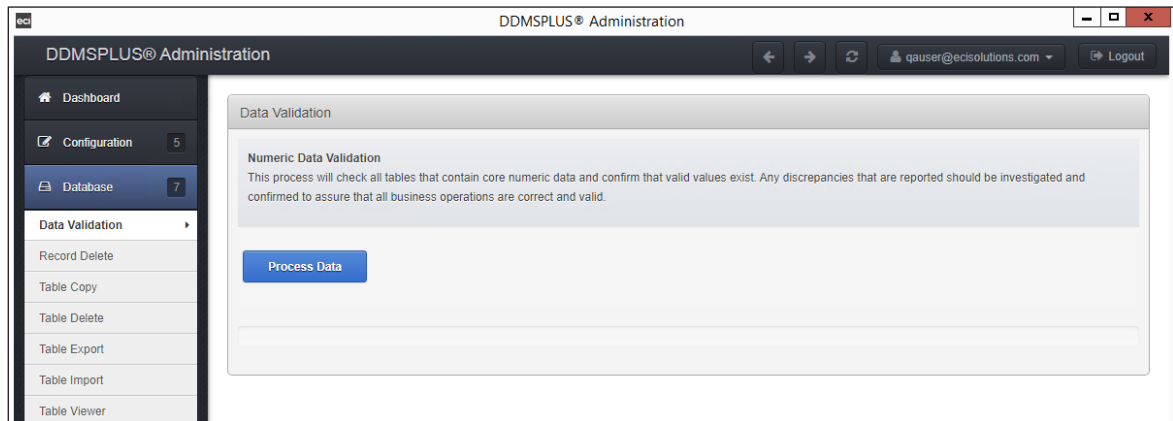 eci
DDMSPLUS® Administration
DDMSPLUS® Administration
qauser@ecisolutions.com
Logout
Dashboard
Configuration 5
Database 7
Data Validation
Record Delete
Table Copy
Table Delete
Table Export
Table Import
Table Viewer
Data Validation
Numeric Data Validation
This process will check all tables that contain core numeric data and confirm that valid values exist. Any discrepancies that are reported should be investigated and
confirmed to assure that all business operations are correct and valid.
Process Data